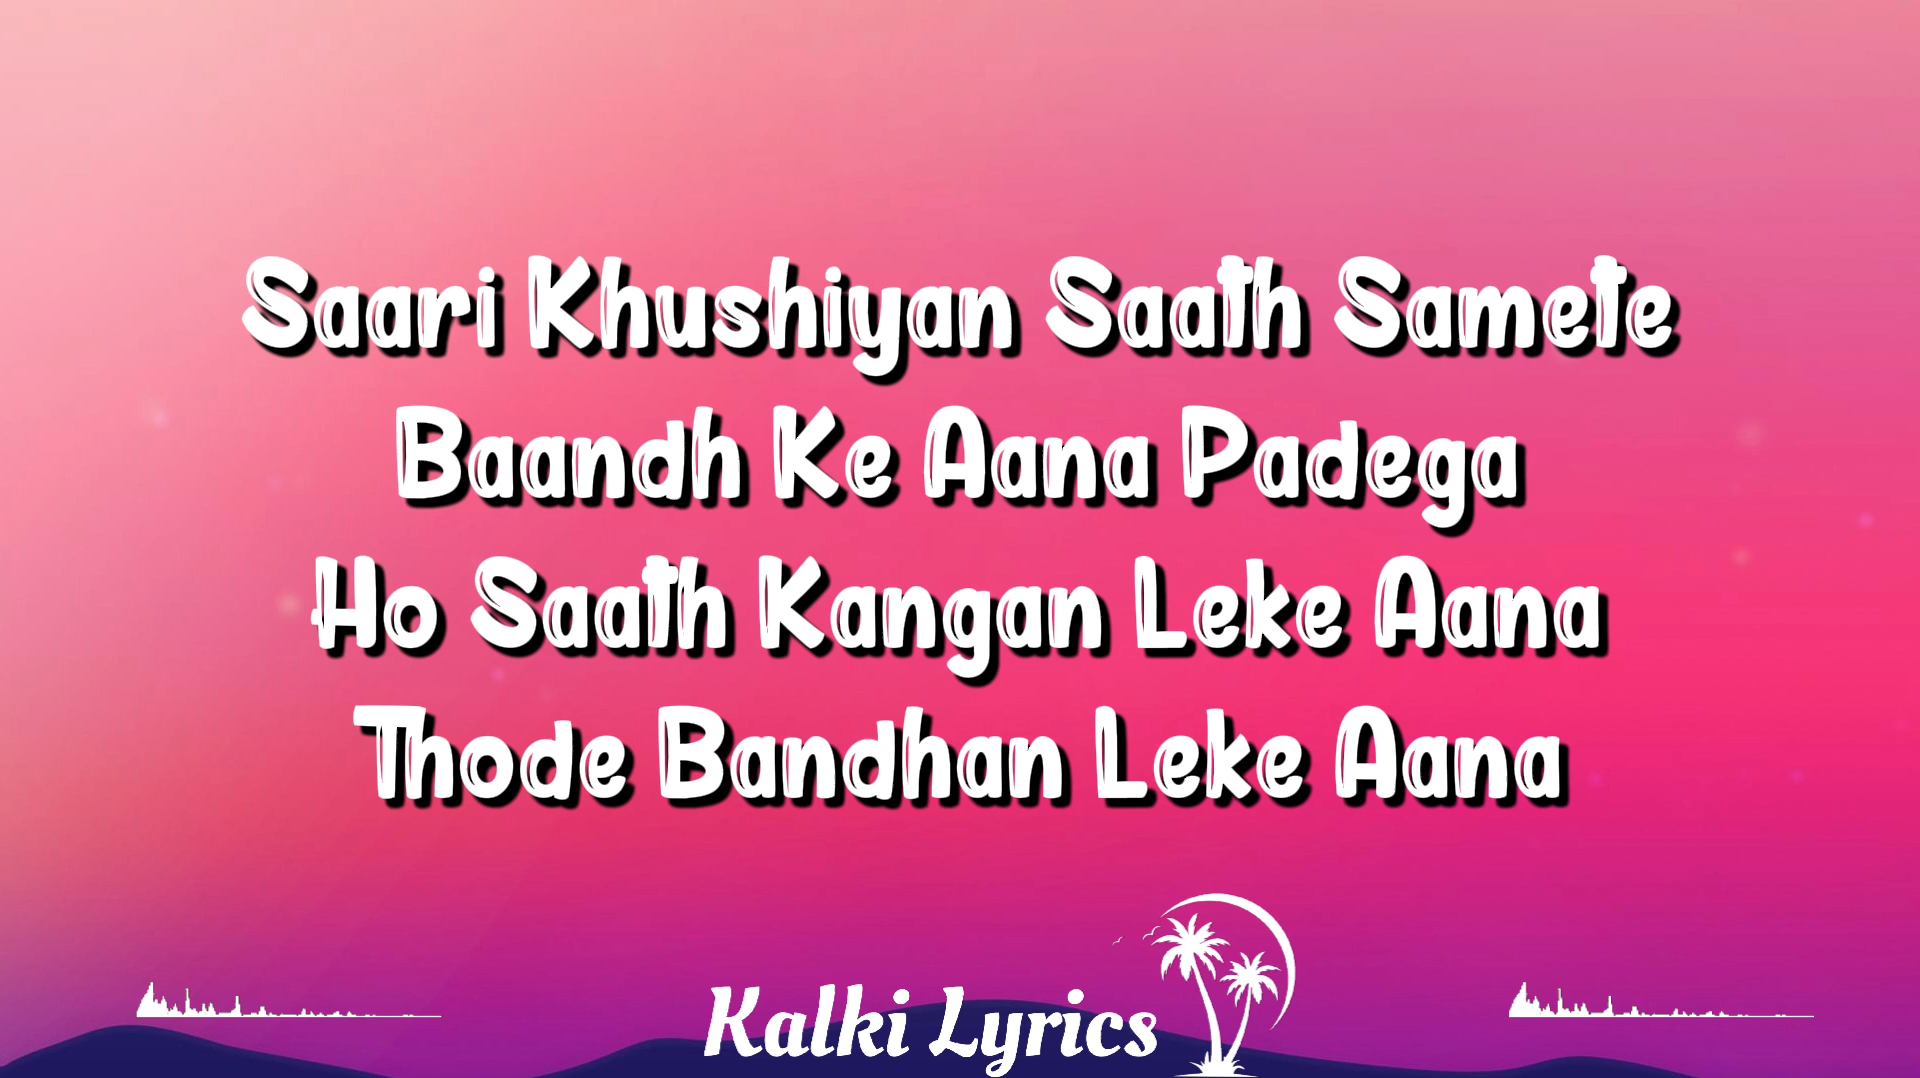 Saari Khushiyan Saath Samete
Baandh Ke Aana Padega
Ho Saath Kangan Leke Aana
Thode Bandhan Leke Aana
Kalki Lyrics